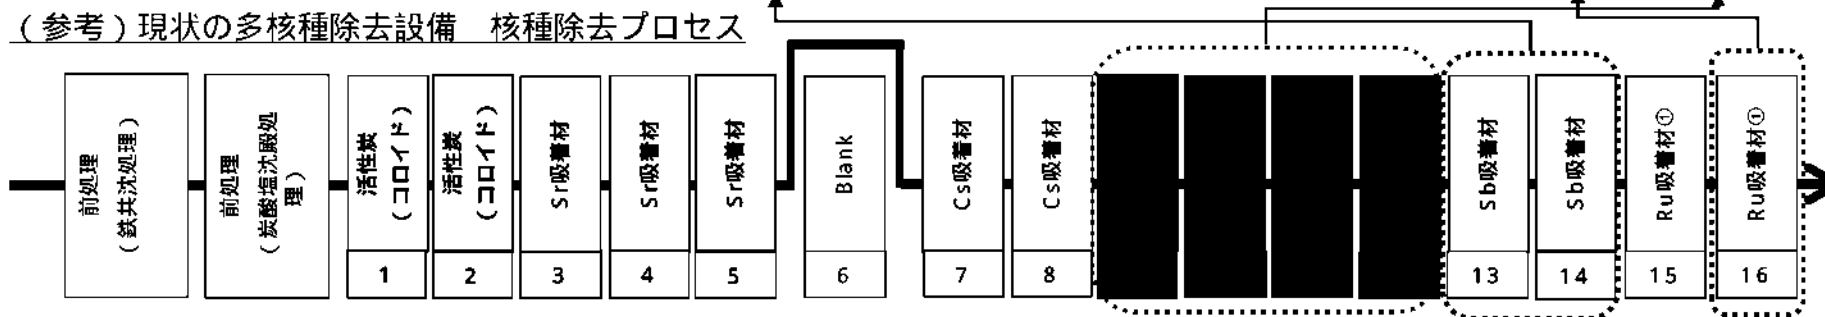 （参考）現状の多核種除去設備　核種除去プロセス
前処理
（鉄共沈処理）
前処理
（炭酸塩沈殿処
理）
活性炭
（コロイド）
1
活性炭
（コロイド）
2
Sr吸着材
3
Sr吸着材
4
Sr吸着材
5
Blank
6
Cs吸着材
7
Cs吸着材
8
Sb吸着材
13
Sb吸着材
14
Ru吸着材①
15
Ru吸着材①
16